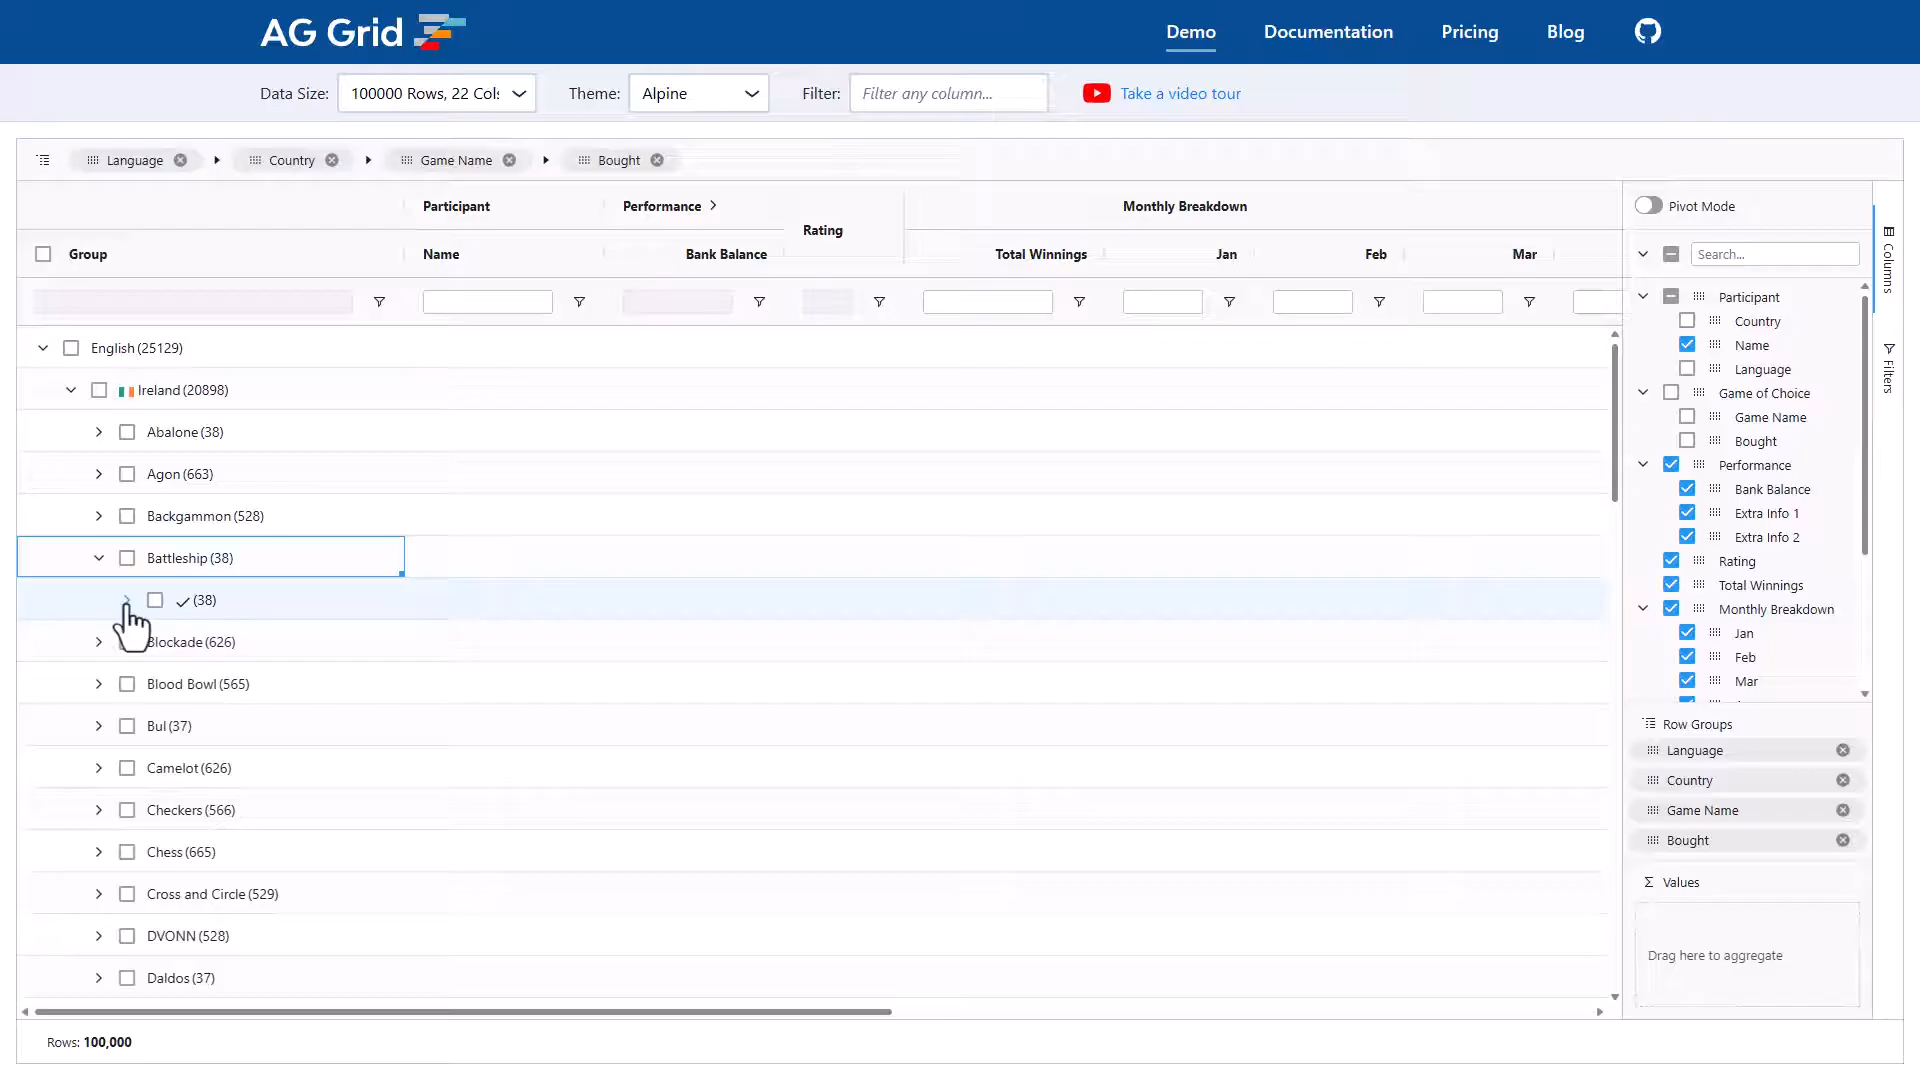 AG Grid
Demo
Documentation
Pricing
Blog
Data Size: 100000 Rows, 22 Cols
Theme: Alpine
Filter: Filter any column...
Take a video tour
Language
Country
Game Name
Bought
Participant
Performance
Rating
Monthly Breakdown
Group
Name
Bank Balance
Total Winnings
Jan
Feb
Mar
English (25129)
Ireland (20898)
Abalone (38)
Agon (663)
Backgammon (528)
Battleship (38)
(38)
Blockade (626)
Blood Bowl (565)
Bul (37)
Camelot (626)
Checkers (566)
Chess (665)
Cross and Circle (529)
DVONN (528)
Daldos (37)
Rows: 100,000
Pivot Mode
Search...
Participant
Country
Name
Language
Game of Choice
Game Name
Bought
Performance
Bank Balance
Extra Info 1
Extra Info 2
Rating
Total Winnings
Monthly Breakdown
Jan
Feb
Mar
Row Groups
Language
Country
Game Name
Bought
Values
Drag here to aggregate
Columns
Filters